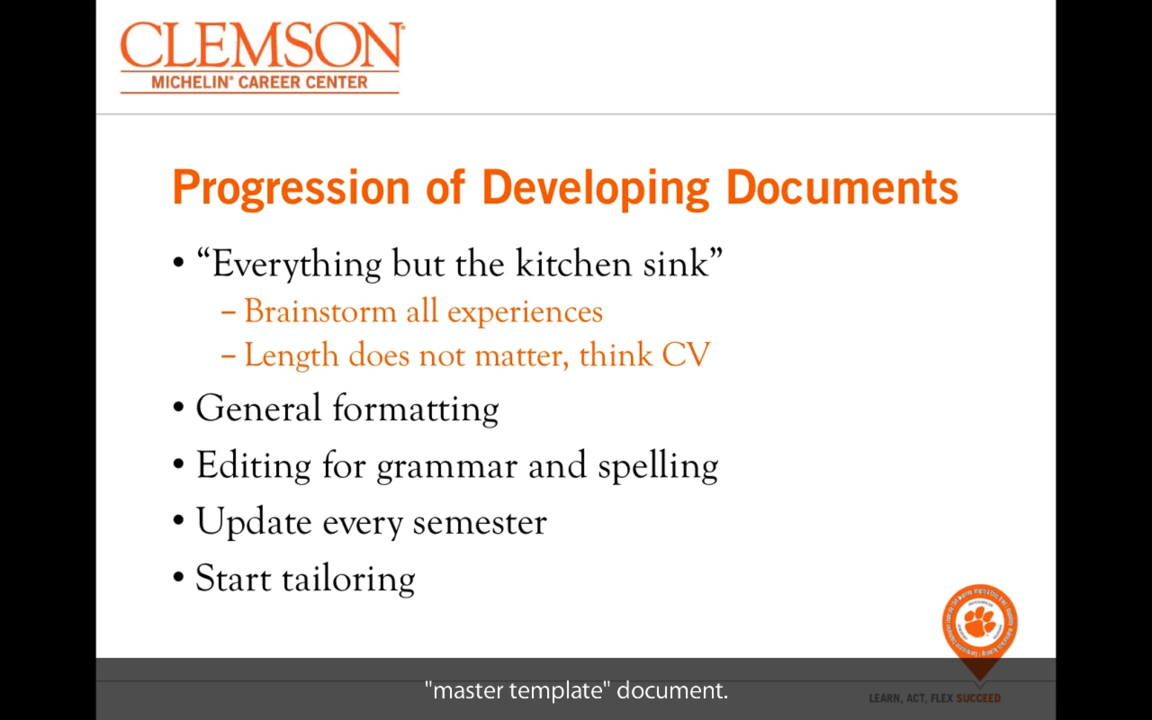 CLEMSON®
MICHELIN® CAREER CENTER
Progression of Developing Documents
• “Everything but the kitchen sink”
– Brainstorm all experiences
– Length does not matter, think CV
• General formatting
• Editing for grammar and spelling
• Update every semester
• Start tailoring
"master template" document.
LEARN, ACT, FLEX SUCCEED